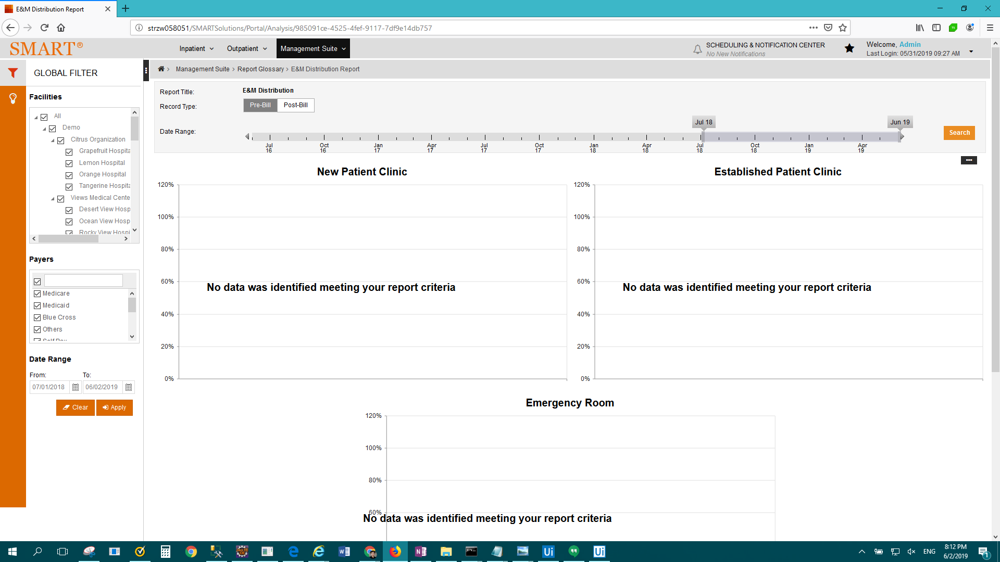 E&M Distribution Report
strzw058051/SMARTSolutions/Portal/Analysis/985091ce-4525-4fef-9117-7df9e14db757
SMART®
Inpatient
Outpatient
Management Suite
SCHEDULING & NOTIFICATION CENTER
No New Notifications
Welcome, Admin
Last Login: 05/31/2019 09:27 AM
GLOBAL FILTER
Management Suite > Report Glossary > E&M Distribution Report
Facilities
All
Demo
Citrus Organization
Grapefruit Hospita
Lemon Hospital
Orange Hospital
Tangerine Hospita
Views Medical Cente
Desert View Hosp
Ocean View Hosp
Rocky View Hospi
Payers
Medicare
Medicaid
Blue Cross
Others
Self Pay
Date Range
From:
To:
07/01/2018
06/02/2019
Clear
Apply
Report Title:
E&M Distribution
Record Type:
Pre-Bill
Post-Bill
Date Range:
Jul 18
Jun 19
Jul 16
Oct 16
Jan 17
Apr 17
Jul 17
Oct 17
Jan 18
Apr 18
Jul 18
Oct 18
Jan 19
Apr 19
Search
New Patient Clinic
120%
100%
80%
60%
40%
20%
0%
No data was identified meeting your report criteria
Established Patient Clinic
120%
100%
80%
60%
40%
20%
0%
No data was identified meeting your report criteria
Emergency Room
120%
100%
80%
60%
No data was identified meeting your report criteria
ENG
8:12 PM
6/2/2019
1